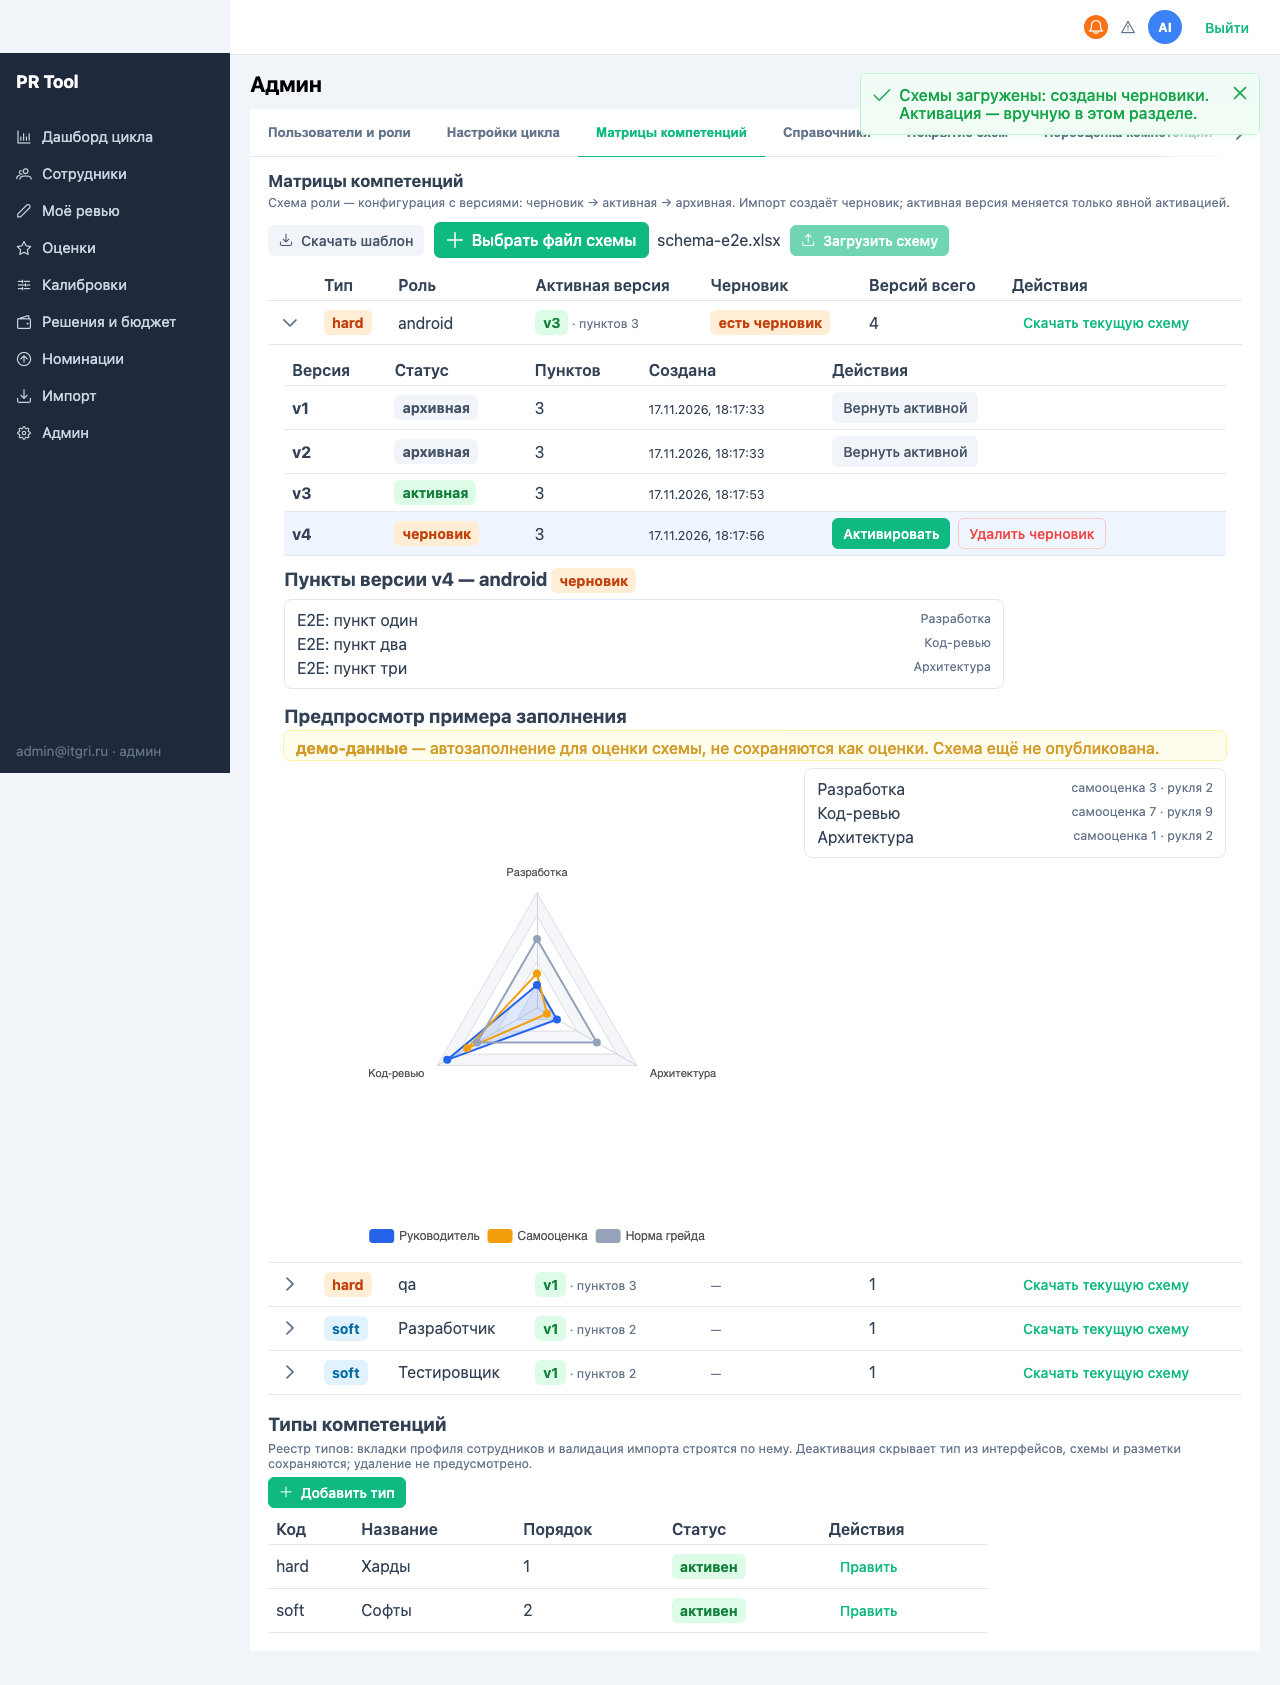 AI
Выйти
PR Tool
Дашборд цикла
Сотрудники
Моё ревью
Оценки
Калибровки
Решения и бюджет
Номинации
Импорт
Админ
admin@itgri.ru · админ
Админ
Схемы загружены: созданы черновики.
Активация — вручную в этом разделе.
Пользователи и роли
Настройки цикла
Матрицы компетенций
Справочники
Матрицы компетенций
Схема роли — конфигурация с версиями: черновик → активная → архивная. Импорт создаёт черновик; активная версия меняется только явной активацией.
Скачать шаблон
Выбрать файл схемы
schema-e2e.xlsx
Загрузить схему
Тип Роль Активная версия Черновик Версий всего Действия
hard android v3 · пунктов 3 есть черновик 4 Скачать текущую схему
Версия Статус Пунктов Создана Действия
v1 архивная 3 17.11.2026, 18:17:33 Вернуть активной
v2 архивная 3 17.11.2026, 18:17:33 Вернуть активной
v3 активная 3 17.11.2026, 18:17:53
v4 черновик 3 17.11.2026, 18:17:56 Активировать Удалить черновик
Пункты версии v4 — android черновик
E2E: пункт один Разработка
E2E: пункт два Код-ревью
E2E: пункт три Архитектура
Предпросмотр примера заполнения
демо-данные — автозаполнение для оценки схемы, не сохраняются как оценки. Схема ещё не опубликована.
Разработка самооценка 3 · рукля 2
Код-ревью самооценка 7 · рукля 9
Архитектура самооценка 1 · рукля 2
Разработка
Код-ревью
Архитектура
Руководитель Самооценка Норма грейда
hard qa v1 · пунктов 3 — 1 Скачать текущую схему
soft Разработчик v1 · пунктов 2 — 1 Скачать текущую схему
soft Тестировщик v1 · пунктов 2 — 1 Скачать текущую схему
Типы компетенций
Реестр типов: вкладки профиля сотрудников и валидация импорта строятся по нему. Деактивация скрывает тип из интерфейсов, схемы и разметки
сохраняются; удаление не предусмотрено.
Добавить тип
Код Название Порядок Статус Действия
hard Харды 1 активен Править
soft Софты 2 активен Править